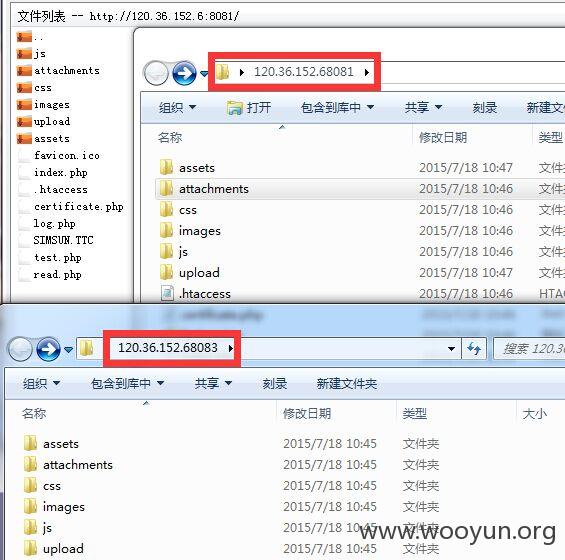 文件列表 -- http://120.36.152.6:8081/
..
js
attachments
css
images
upload
assets
favicon.ico
index.php
.htaccess
certificate.php
log.php
SIMSUN.TTC
test.php
read.php
120.36.152.68081
组织 打开 包含到库中 共享 刻录 新建文
名称 修改日期 类型
assets 2015/7/18 10:47 文件
attachments 2015/7/18 10:46 文件
css 2015/7/18 10:46 文件
images 2015/7/18 10:46 文件
js 2015/7/18 10:46 文件
upload 2015/7/18 10:46 文件
.htaccess 2015/7/18 10:46 HTA
120.36.152.68083 搜索 120.36
组织 包含到库中 共享 刻录 新建文件夹
名称 修改日期 类型 大小
assets 2015/7/18 10:45 文件夹
attachments 2015/7/18 10:45 文件夹
css 2015/7/18 10:45 文件夹
images 2015/7/18 10:45 文件夹
js 2015/7/18 10:45 文件夹
upload 2015/7/18 10:45 文件夹
www.wooyun.org